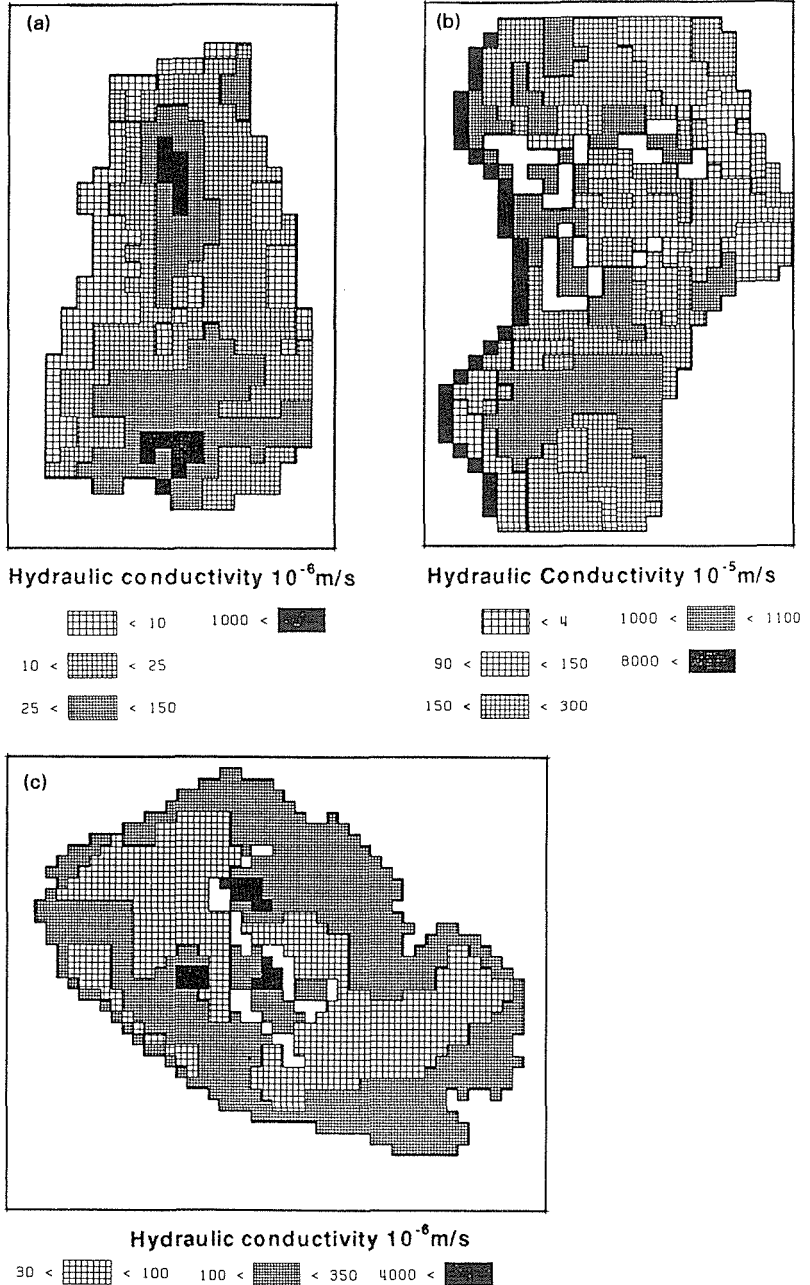 (a)
(b)
Hydraulic conductivity 10⁻⁶m/s
< 10 1000 <
10 < < 25
25 < < 150
Hydraulic Conductivity 10⁻⁵m/s
< 4 1000 < < 1100
90 < < 150 8000 <
150 < < 300
(c)
Hydraulic conductivity 10⁻⁶m/s
30 < < 100 100 < < 350 4000 <